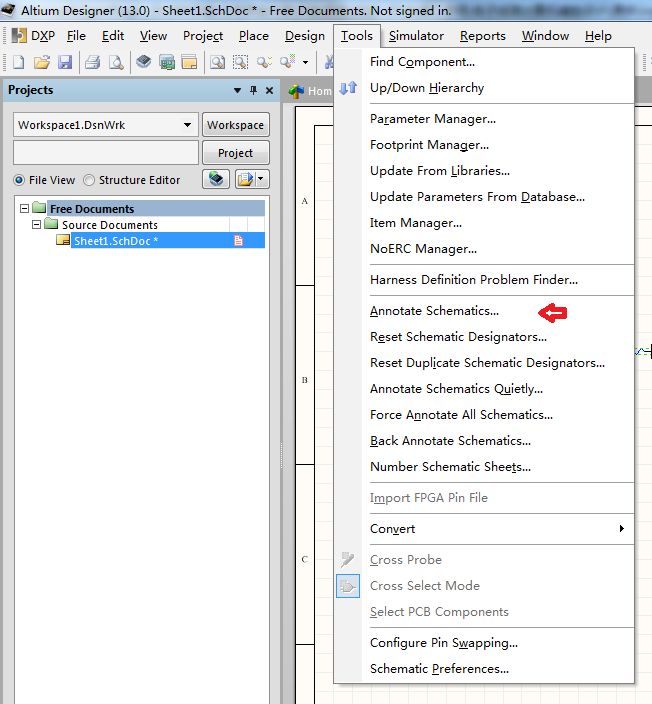 Altium Designer (13.0) - Sheet1.SchDoc * - Free Documents. Not signed in.
DXP File Edit View Project Place Design Tools Simulator Reports Window Help
Projects
Home
Workspace1.DsnWrk
Workspace
Project
File View
Structure Editor
Free Documents
Source Documents
Sheet1.SchDoc *
A
B
C
Find Component...
Up/Down Hierarchy
Parameter Manager...
Footprint Manager...
Update From Libraries...
Update Parameters From Database...
Item Manager...
NoERC Manager...
Harness Definition Problem Finder...
Annotate Schematics...
Reset Schematic Designators...
Reset Duplicate Schematic Designators...
Annotate Schematics Quietly...
Force Annotate All Schematics...
Back Annotate Schematics...
Number Schematic Sheets...
Import FPGA Pin File
Convert
Cross Probe
Cross Select Mode
Select PCB Components
Configure Pin Swapping...
Schematic Preferences...